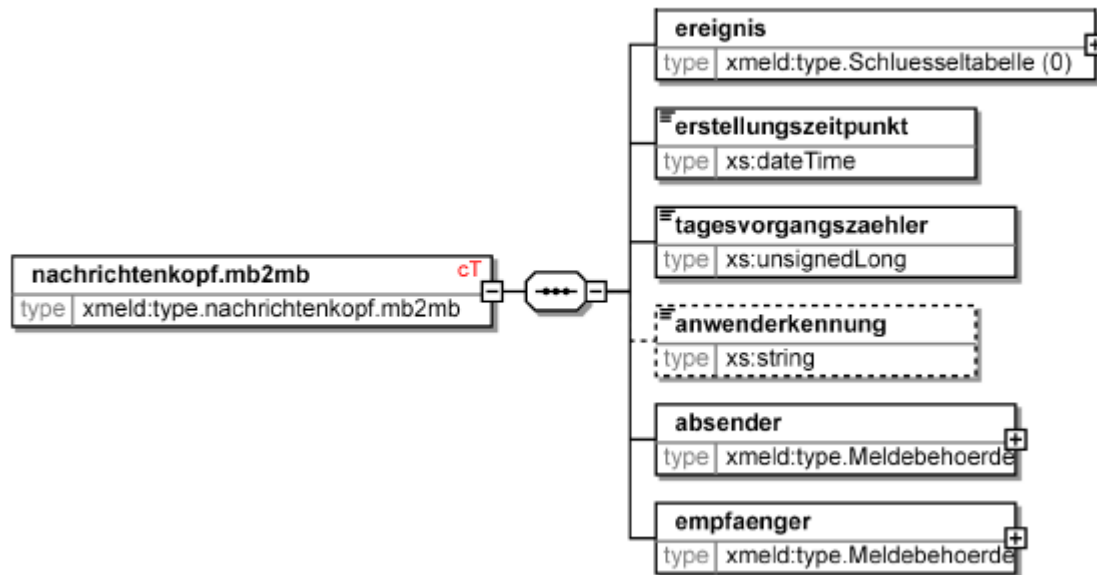 ereignis
type xmeld:type.Schluesseltabelle (0)
erstellungszeitpunkt
type xs:dateTime
tagesvorgangszaehler
type xs:unsignedLong
nachrichtenkopf.mb2mb cT
type xmeld:type.nachrichtenkopf.mb2mb
anwenderkennung
type xs:string
absender
type xmeld:type.Meldebehoerde
empfaenger
type xmeld:type.Meldebehoerde